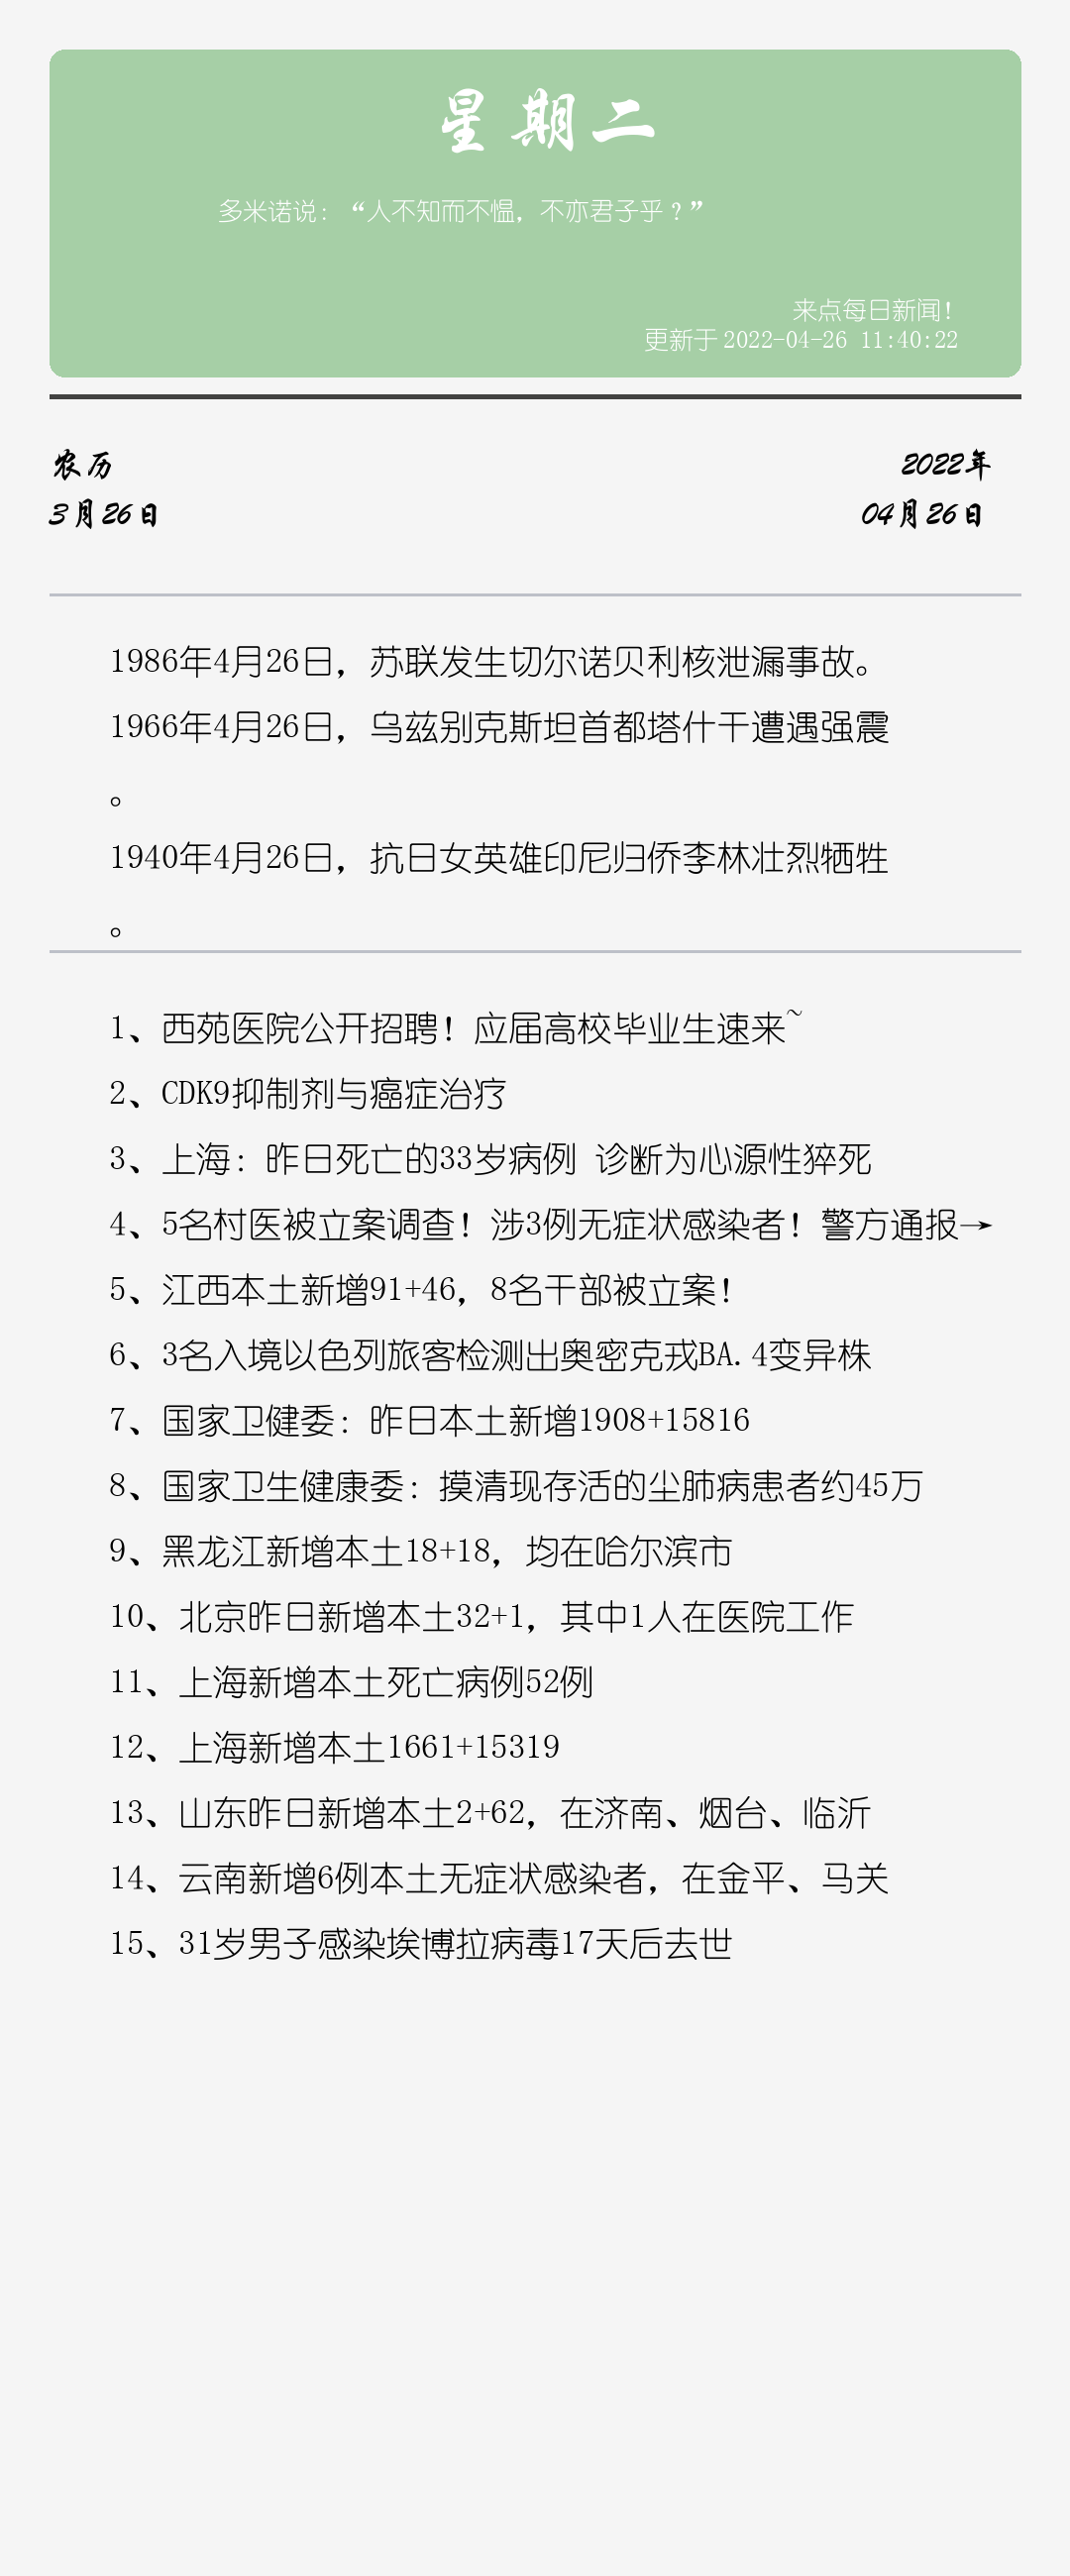 星期二
多米诺说：“人不知而不愠，不亦君子乎？”
来点每日新闻！
更新于2022-04-26 11:40:22
农历
2022年
3月26日
04月26日
1986年4月26日，苏联发生切尔诺贝利核泄漏事故。
1966年4月26日，乌兹别克斯坦首都塔什干遭遇强震
。
1940年4月26日，抗日女英雄印尼归侨李林壮烈牺牲
。
1、西苑医院公开招聘！应届高校毕业生速来~
2、CDK9抑制剂与癌症治疗
3、上海：昨日死亡的33岁病例 诊断为心源性猝死
4、5名村医被立案调查！涉3例无症状感染者！警方通报→
5、江西本土新增91+46，8名干部被立案！
6、3名入境以色列旅客检测出奥密克戎BA.4变异株
7、国家卫健委：昨日本土新增1908+15816
8、国家卫生健康委：摸清现存活的尘肺病患者约45万
9、黑龙江新增本土18+18，均在哈尔滨市
10、北京昨日新增本土32+1，其中1人在医院工作
11、上海新增本土死亡病例52例
12、上海新增本土1661+15319
13、山东昨日新增本土2+62，在济南、烟台、临沂
14、云南新增6例本土无症状感染者，在金平、马关
15、31岁男子感染埃博拉病毒17天后去世